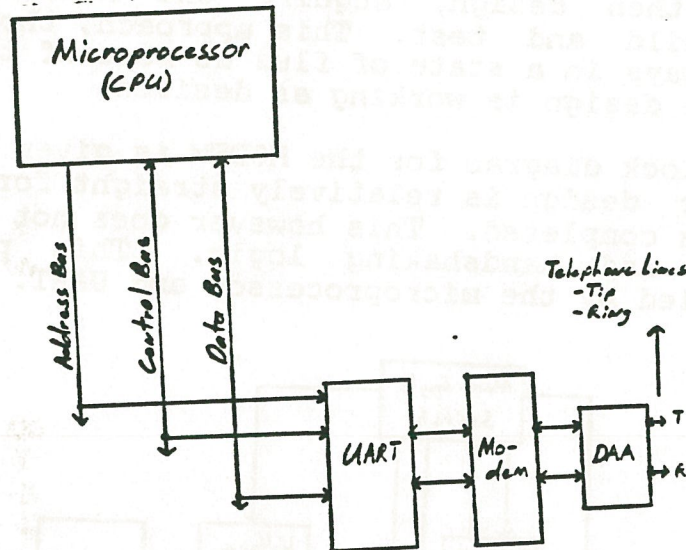 Microprocessor
(CPU)
Address Bus
Control Bus
Data Bus
Telephone Lines
-Tip
-Ring
UART
Mo-
dem
DAA
T
R